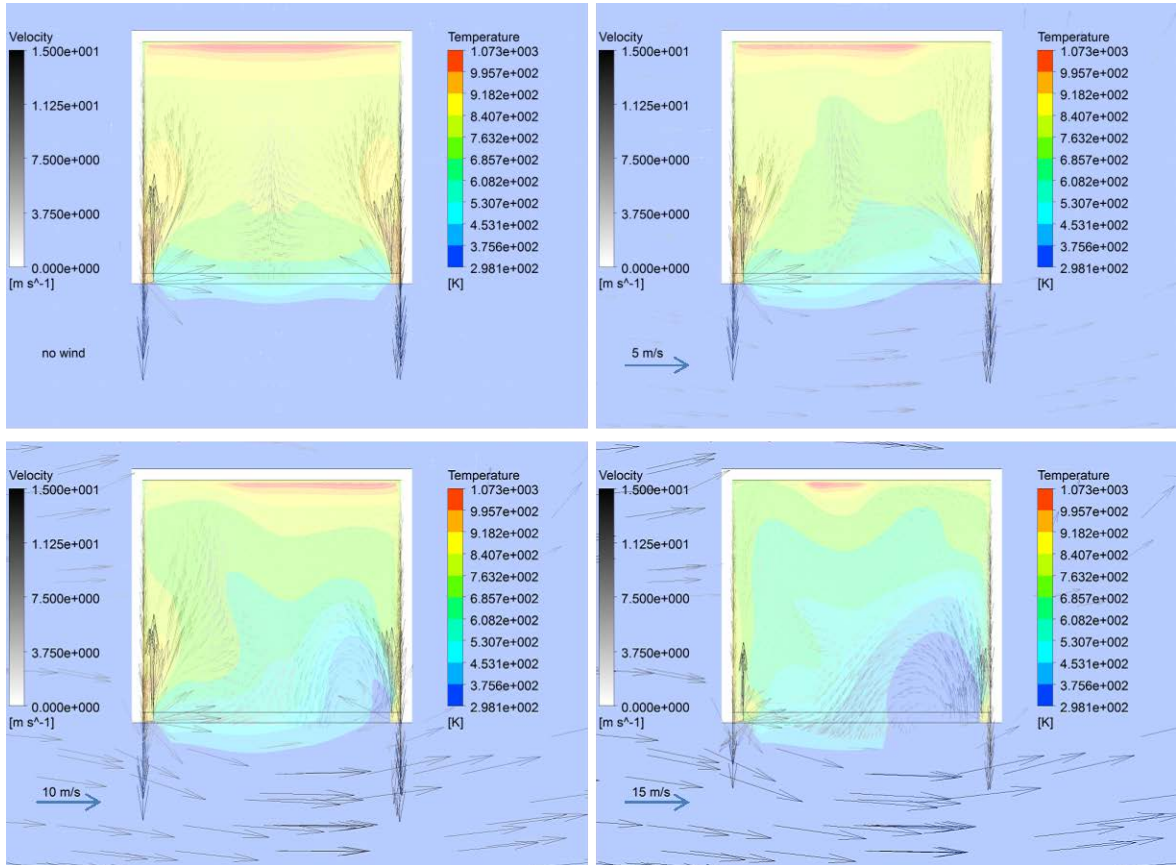 Velocity
1.500e+001
1.125e+001
7.500e+000
3.750e+000
0.000e+000
[m s^-1]
Temperature
1.073e+003
9.957e+002
9.182e+002
8.407e+002
7.632e+002
6.857e+002
6.082e+002
5.307e+002
4.531e+002
3.756e+002
2.981e+002
[K]
no wind
Velocity
1.500e+001
1.125e+001
7.500e+000
3.750e+000
0.000e+000
[m s^-1]
Temperature
1.073e+003
9.957e+002
9.182e+002
8.407e+002
7.632e+002
6.857e+002
6.082e+002
5.307e+002
4.531e+002
3.756e+002
2.981e+002
[K]
5 m/s
Velocity
1.500e+001
1.125e+001
7.500e+000
3.750e+000
0.000e+000
[m s^-1]
Temperature
1.073e+003
9.957e+002
9.182e+002
8.407e+002
7.632e+002
6.857e+002
6.082e+002
5.307e+002
4.531e+002
3.756e+002
2.981e+002
[K]
10 m/s
Velocity
1.500e+001
1.125e+001
7.500e+000
3.750e+000
0.000e+000
[m s^-1]
Temperature
1.073e+003
9.957e+002
9.182e+002
8.407e+002
7.632e+002
6.857e+002
6.082e+002
5.307e+002
4.531e+002
3.756e+002
2.981e+002
[K]
15 m/s